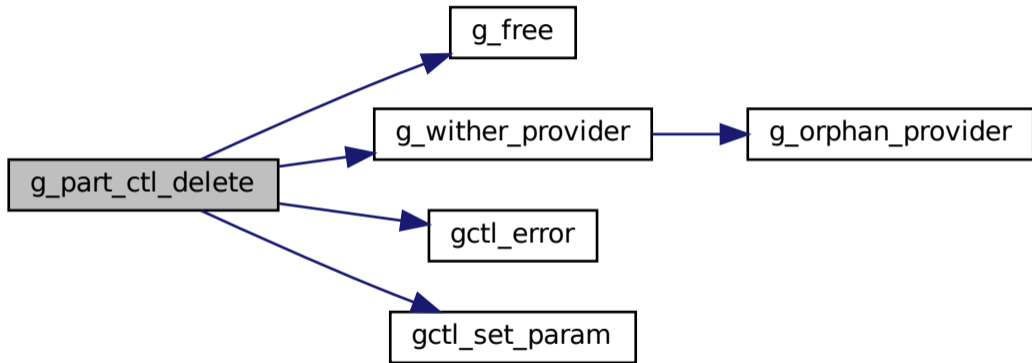 g_free
g_wither_provider
g_orphan_provider
g_part_ctl_delete
gctl_error
gctl_set_param